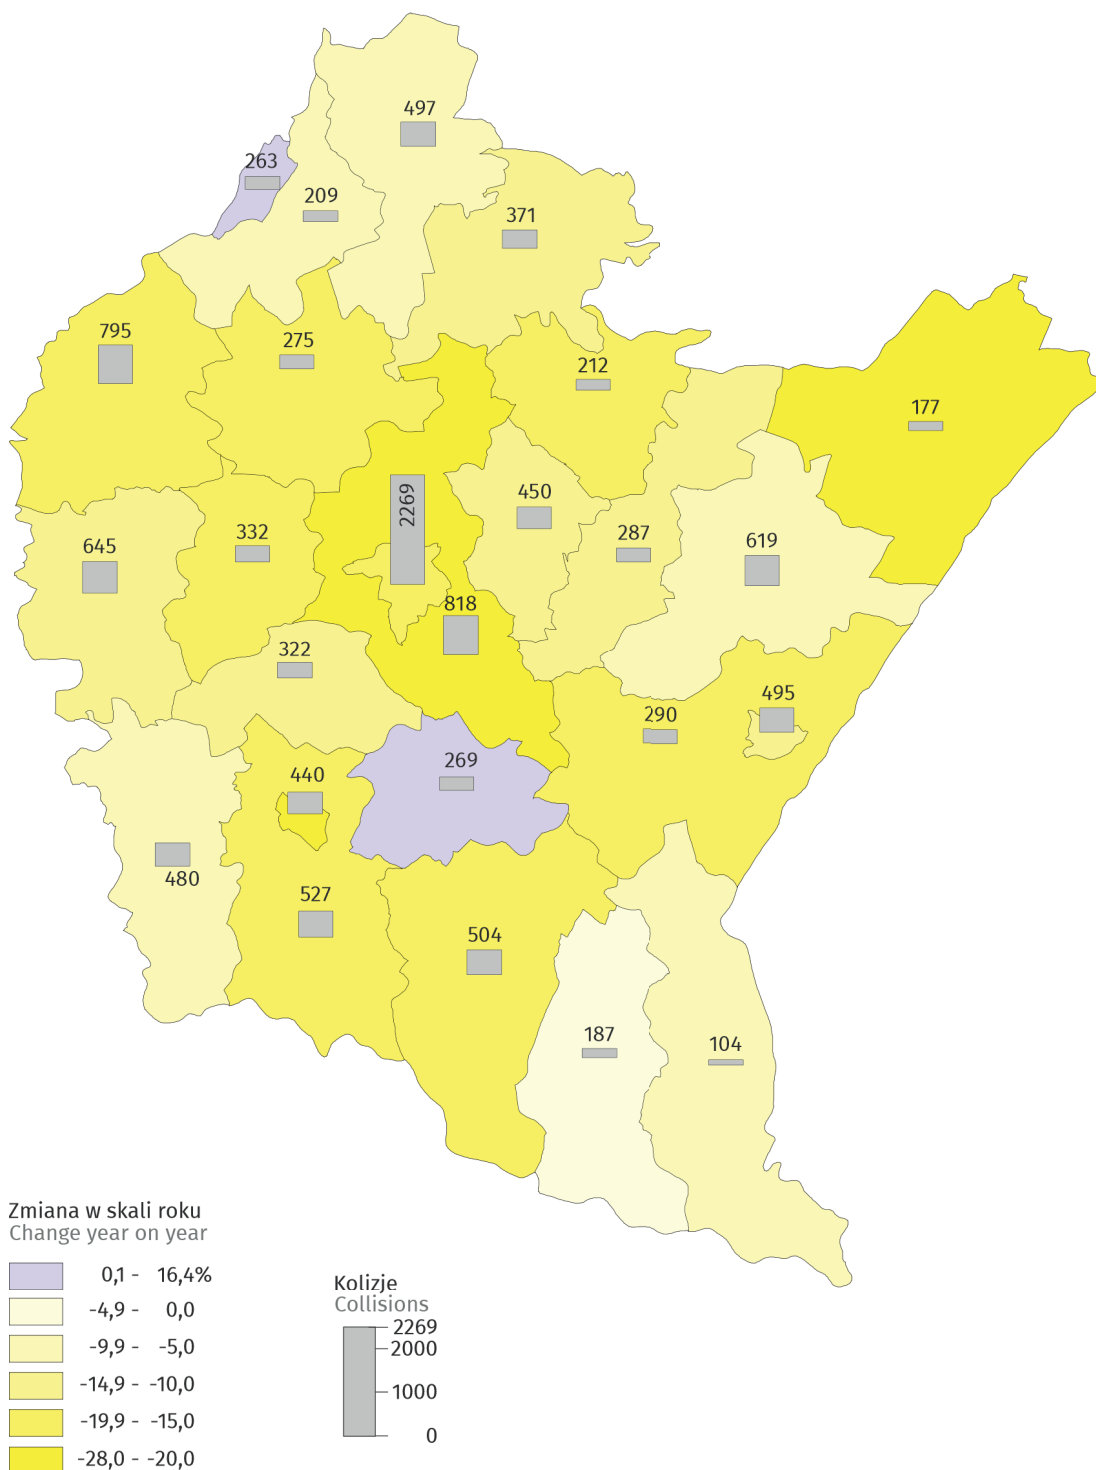 497
263
209
371
795
275
212
177
2269
450
332
287
619
645
818
322
495
290
269
440
480
527
504
187
104
Zmiana w skali roku
Change year on year
0,1 - 16,4%
-4,9 - 0,0
-9,9 - -5,0
-14,9 - -10,0
-19,9 - -15,0
-28,0 - -20,0
Kolizje
Collisions
2269
2000
1000
0